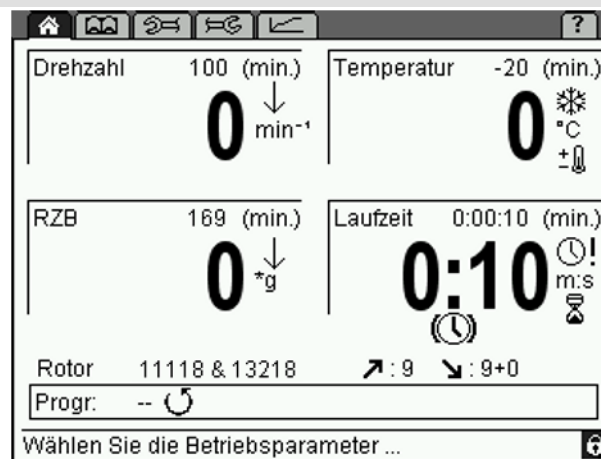 ?
Drehzahl 100 (min.)
0 min⁻¹
Temperatur -20 (min.)
0 °C
RZB 169 (min.)
0 *g
Laufzeit 0:00:10 (min.)
0:10 m:s
Rotor 11118 & 13218 : 9 : 9+0
Progr: --
Wählen Sie die Betriebsparameter ...